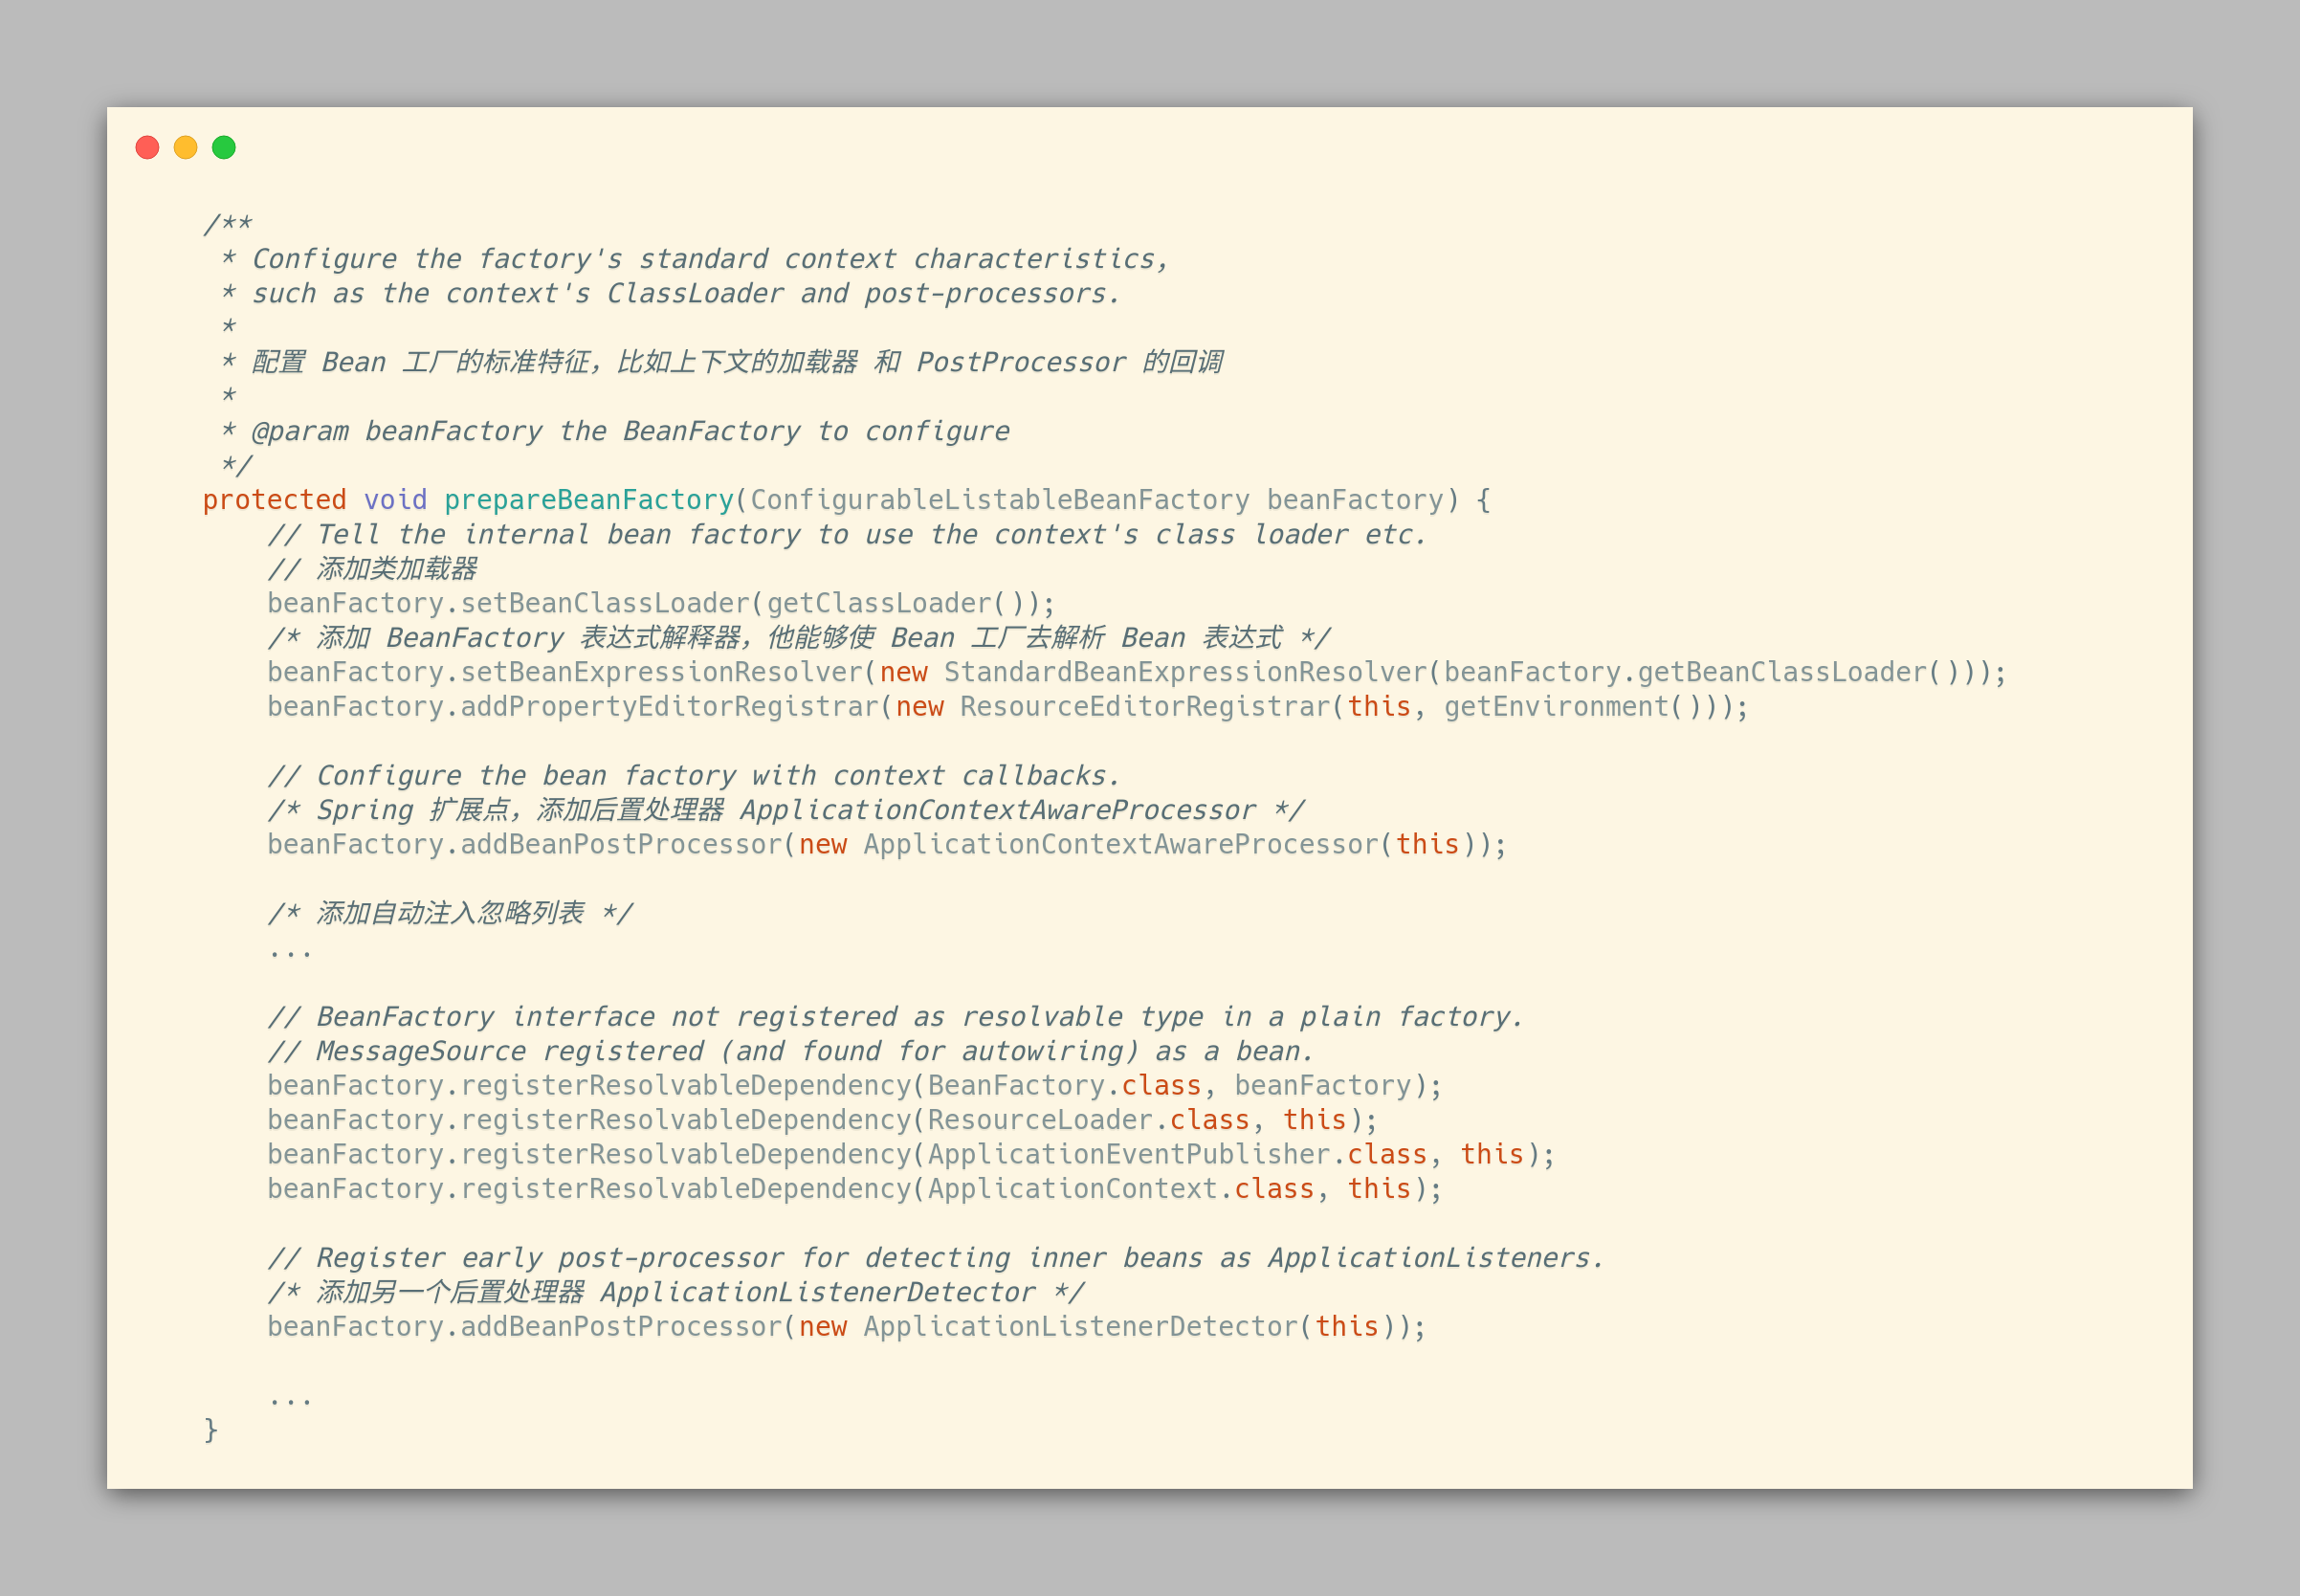 /**
 * Configure the factory's standard context characteristics,
 * such as the context's ClassLoader and post-processors.
 *
 * 配置 Bean 工厂的标准特征，比如上下文的加载器 和 PostProcessor 的回调
 *
 * @param beanFactory the BeanFactory to configure
 */
protected void prepareBeanFactory(ConfigurableListableBeanFactory beanFactory) {
    // Tell the internal bean factory to use the context's class loader etc.
    // 添加类加载器
    beanFactory.setBeanClassLoader(getClassLoader());
    /* 添加 BeanFactory 表达式解释器，他能够使 Bean 工厂去解析 Bean 表达式 */
    beanFactory.setBeanExpressionResolver(new StandardBeanExpressionResolver(beanFactory.getBeanClassLoader()));
    beanFactory.addPropertyEditorRegistrar(new ResourceEditorRegistrar(this, getEnvironment()));

    // Configure the bean factory with context callbacks.
    /* Spring 扩展点，添加后置处理器 ApplicationContextAwareProcessor */
    beanFactory.addBeanPostProcessor(new ApplicationContextAwareProcessor(this));

    /* 添加自动注入忽略列表 */
    ...

    // BeanFactory interface not registered as resolvable type in a plain factory.
    // MessageSource registered (and found for autowiring) as a bean.
    beanFactory.registerResolvableDependency(BeanFactory.class, beanFactory);
    beanFactory.registerResolvableDependency(ResourceLoader.class, this);
    beanFactory.registerResolvableDependency(ApplicationEventPublisher.class, this);
    beanFactory.registerResolvableDependency(ApplicationContext.class, this);

    // Register early post-processor for detecting inner beans as ApplicationListeners.
    /* 添加另一个后置处理器 ApplicationListenerDetector */
    beanFactory.addBeanPostProcessor(new ApplicationListenerDetector(this));

    ...
}